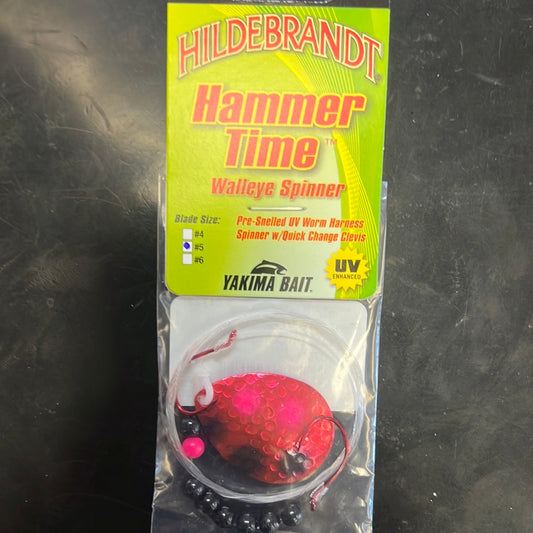 HILDEBRANDT®
Hammer
Time™
Walleye Spinner
Blade Size:
#4
#5
#6
Pre-Snelled UV Worm Harness
Spinner w/Quick Change Clevis
UV
ENHANCED
YAKIMA BAIT™